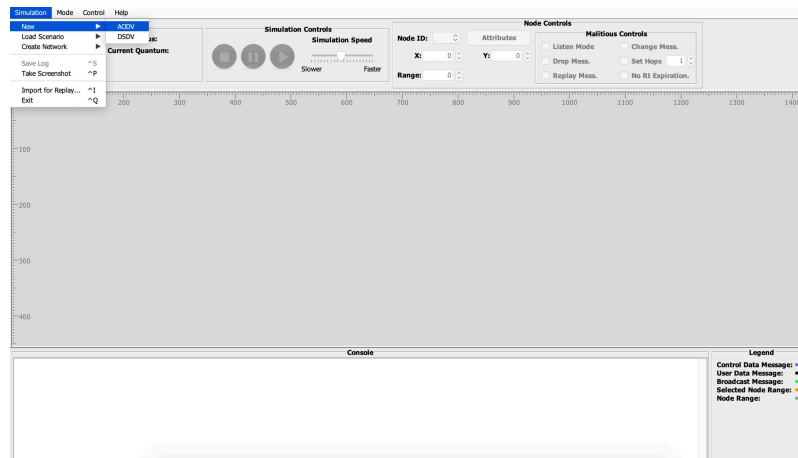 Simulation Mode Control Help
New ▶ AODV
Load Scenario ▶ DSDV
Create Network ▶
Save Log ^S
Take Screenshot ^P
Import for Replay... ^I
Exit ^Q
us:
Current Quantum:
Simulation Controls
Simulation Speed
Slower Faster
Node Controls
Node ID: Attributes
X: 0 Y: 0
Range: 0
Malitious Controls
Listen Mode Change Mess.
Drop Mess. Set Hops 1
Replay Mess. No Rt Expiration.
200 300 400 500 600 700 800 900 1000 1100 1200 1300 1400
100
200
300
400
Console
Legend
Control Data Message:
User Data Message:
Broadcast Message:
Selected Node Range:
Node Range: